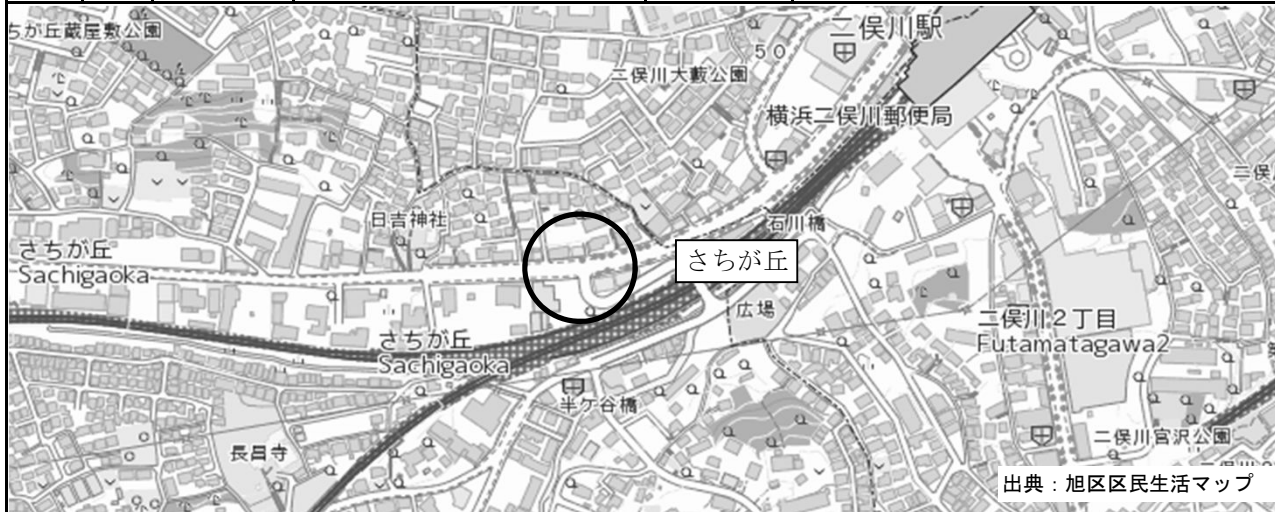 ちが丘蔵屋敷公園
二俣川駅
50
二俣川大藪公園
横浜二俣川郵便局
二俣
日吉神社
石川橋
さちが丘
Sachigaoka
さちが丘
広場
二俣川2丁目
Futamatagawa2
さちが丘
Sachigaoka
半ケ谷橋
長昌寺
二俣川宮沢公園
出典：旭区区民生活マップ